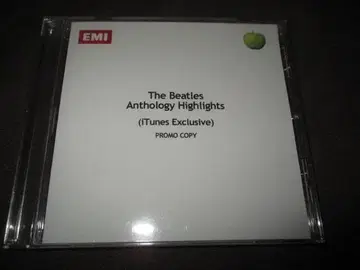 EMI
The Beatles
Anthology Highlights
(iTunes Exclusive)
PROMO COPY